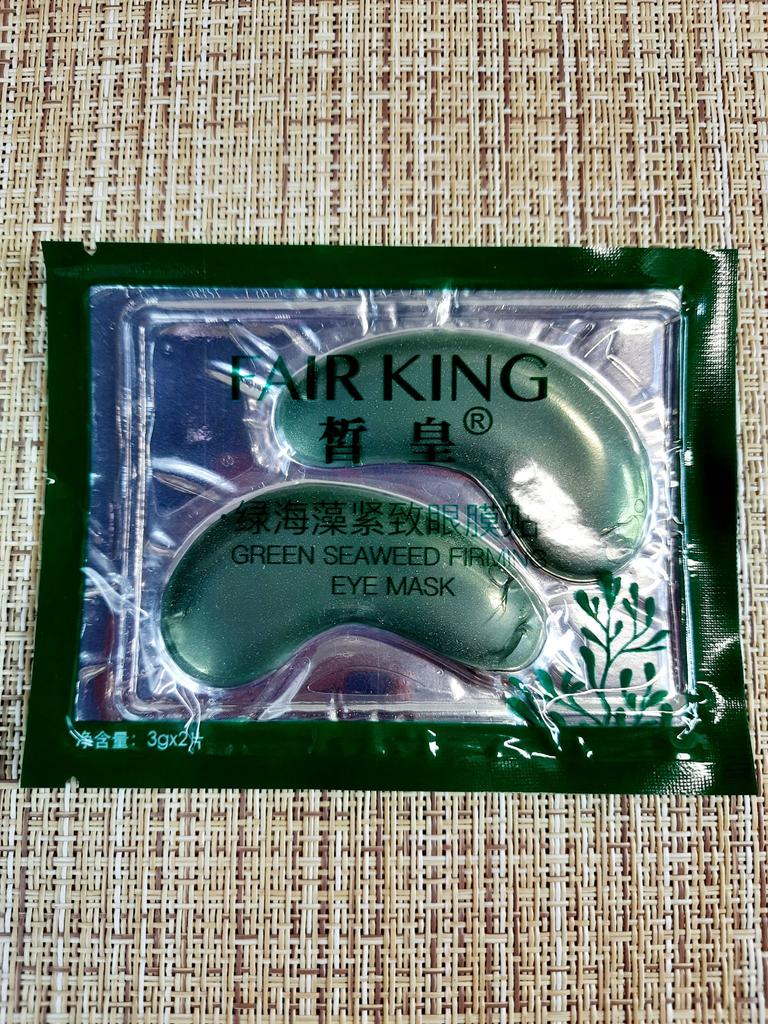 FAIR KING
皙 皇®
绿海藻紧致眼膜贴
GREEN SEAWEED FIRMING
EYE MASK
净含量: 3gx2片